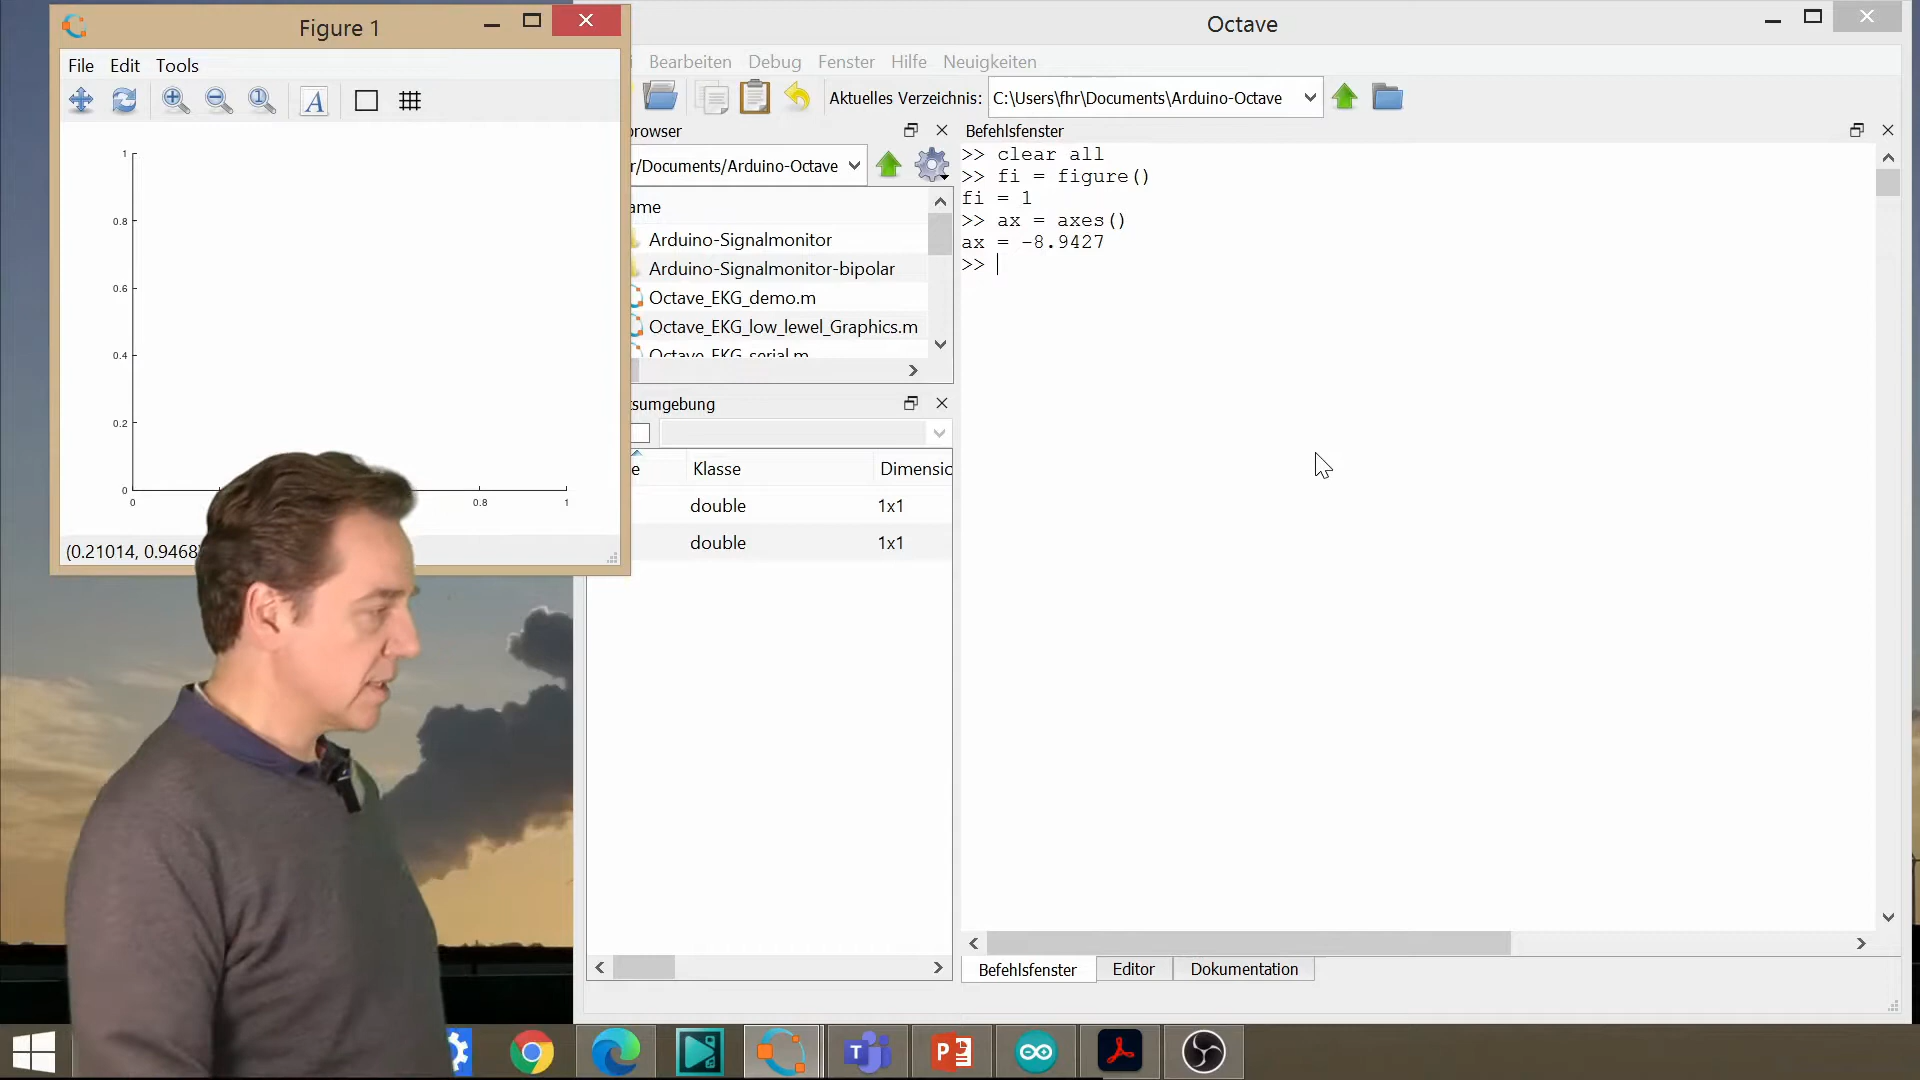 Figure 1
File Edit Tools
A
1
0.8
0.6
0.4
0.2
0
0
0.8
1
(0.21014, 0.9468
Octave
Bearbeiten Debug Fenster Hilfe Neuigkeiten
Aktuelles Verzeichnis: C:\Users\fhr\Documents\Arduino-Octave
browser
r/Documents/Arduino-Octave
ame
Arduino-Signalmonitor
Arduino-Signalmonitor-bipolar
Octave_EKG_demo.m
Octave_EKG_low_lewel_Graphics.m
Octave_EKG_serial.m
tsumgebung
e Klasse Dimensic
double 1x1
double 1x1
Befehlsfenster
>> clear all
>> fi = figure()
fi = 1
>> ax = axes()
ax = -8.9427
>>
Befehlsfenster Editor Dokumentation